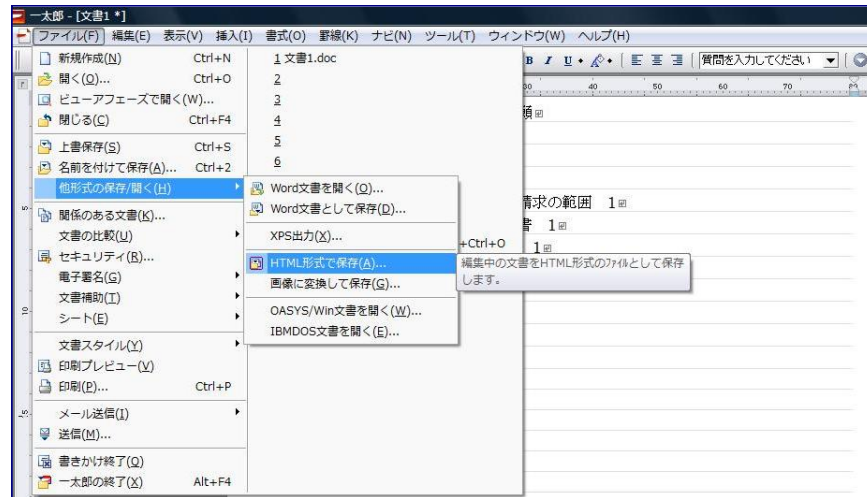 一太郎 - [文書1 *]
ファイル(F) 編集(E) 表示(V) 挿入(I) 書式(O) 罫線(K) ナビ(N) ツール(T) ウィンドウ(W) ヘルプ(H)
B I U 質問を入力してください
新規作成(N) Ctrl+N
開く(O)... Ctrl+O
ビューアフェーズで開く(W)...
閉じる(C) Ctrl+F4
上書保存(S) Ctrl+S
名前を付けて保存(A)... Ctrl+2
他形式の保存/開く(H)
関係のある文書(K)...
文書の比較(U)
セキュリティ(R)...
電子署名(G)
文書補助(T)
シート(E)
文書スタイル(Y)
印刷プレビュー(V)
印刷(P)... Ctrl+P
メール送信(I)
送信(M)...
書きかけ終了(Q)
一太郎の終了(X) Alt+F4
1 文書1.doc
2
3
4
5
6
Word文書を開く(O)...
Word文書として保存(D)...
XPS出力(X)...
HTML形式で保存(A)...
画像に変換して保存(G)...
OASYS/Win文書を開く(W)...
IBMDOS文書を開く(E)...
+Ctrl+O
編集中の文書をHTML形式のファイルとして保存
します。
30 40 50 60 70
請求の範囲 1
書 1
1
5
10
15